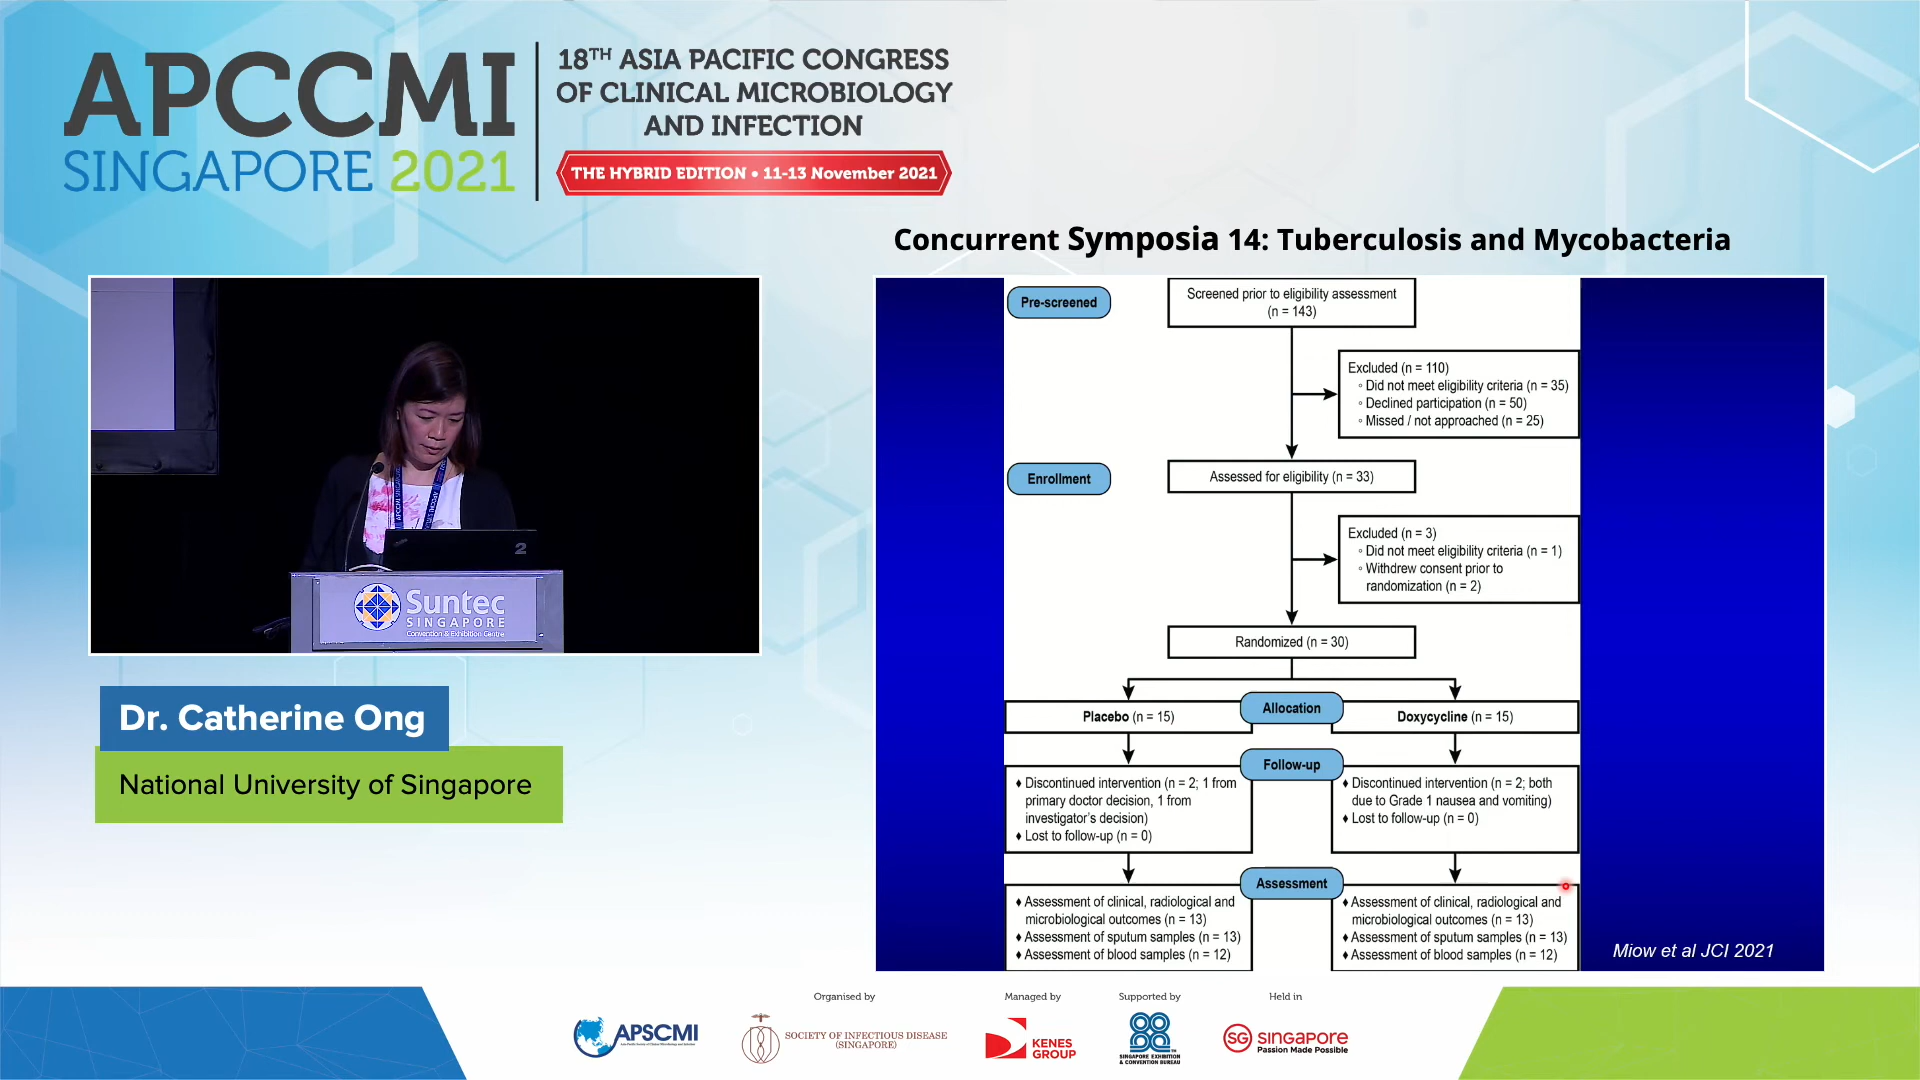 APCCMI
SINGAPORE 2021
18TH ASIA PACIFIC CONGRESS
OF CLINICAL MICROBIOLOGY
AND INFECTION
THE HYBRID EDITION • 11-13 November 2021
Concurrent Symposia 14: Tuberculosis and Mycobacteria
2
Suntec
SINGAPORE
Convention & Exhibition Centre
Dr. Catherine Ong
National University of Singapore
Pre-screened
Screened prior to eligibility assessment
(n = 143)
Excluded (n = 110)
◦ Did not meet eligibility criteria (n = 35)
◦ Declined participation (n = 50)
◦ Missed / not approached (n = 25)
Enrollment
Assessed for eligibility (n = 33)
Excluded (n = 3)
◦ Did not meet eligibility criteria (n = 1)
◦ Withdrew consent prior to
randomization (n = 2)
Randomized (n = 30)
Placebo (n = 15)
Allocation
Doxycycline (n = 15)
Follow-up
♦ Discontinued intervention (n = 2; 1 from
primary doctor decision, 1 from
investigator's decision)
♦ Lost to follow-up (n = 0)
♦ Discontinued intervention (n = 2; both
due to Grade 1 nausea and vomiting)
♦ Lost to follow-up (n = 0)
Assessment
♦ Assessment of clinical, radiological and
microbiological outcomes (n = 13)
♦ Assessment of sputum samples (n = 13)
♦ Assessment of blood samples (n = 12)
♦ Assessment of clinical, radiological and
microbiological outcomes (n = 13)
♦ Assessment of sputum samples (n = 13)
♦ Assessment of blood samples (n = 12)
Miow et al JCI 2021
Organised by
APSCMI
SOCIETY OF INFECTIOUS DISEASE
(SINGAPORE)
Managed by
KENES
GROUP
Supported by
SINGAPORE EXHIBITION
& CONVENTION BUREAU
Held in
SG SINGAPORE
Passion Made Possible